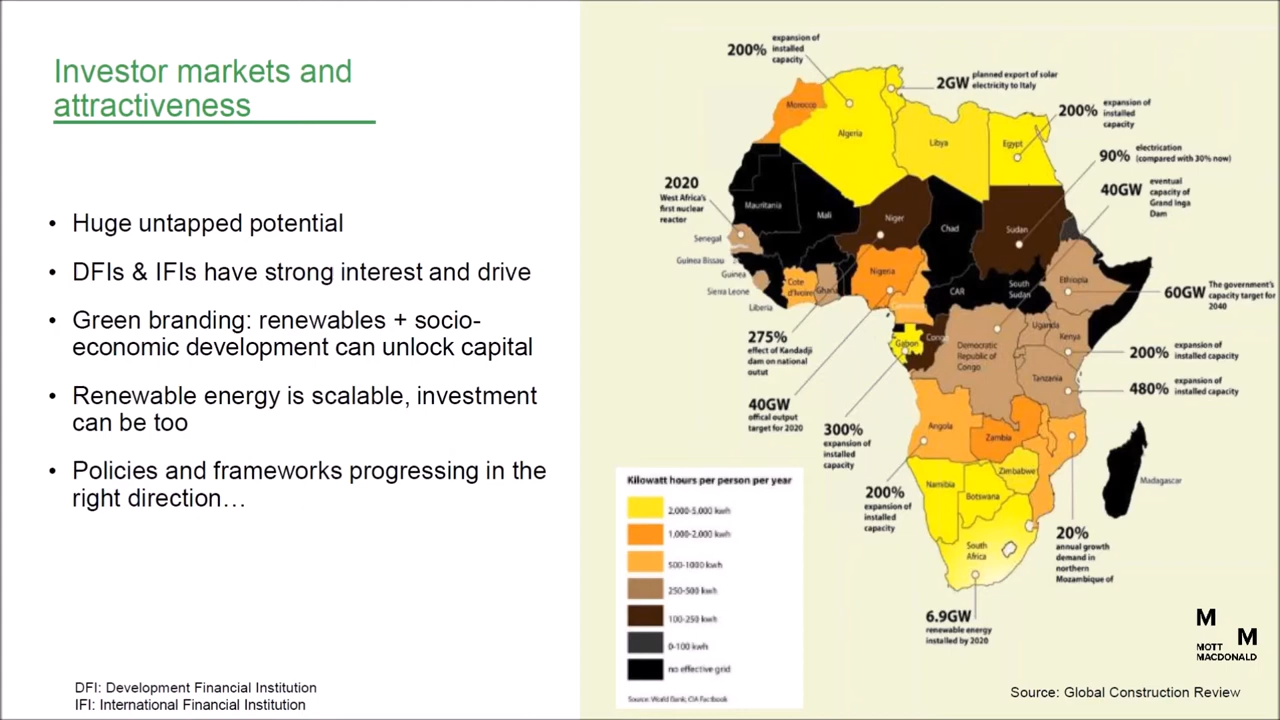 Investor markets and
attractiveness
• Huge untapped potential
• DFIs & IFIs have strong interest and drive
• Green branding: renewables + socio-
economic development can unlock capital
• Renewable energy is scalable, investment
can be too
• Policies and frameworks progressing in the
right direction…
DFI: Development Financial Institution
IFI: International Financial Institution
200% expansion of
installed
capacity
2GW planned export of solar
electricity to Italy
200% expansion of
installed
capacity
90% electrication
(compared with 30% now)
40GW eventual
capacity of
Grand Inga
Dam
2020
West Africa's
first nuclear
reactor
Morocco
Algeria
Libya
Egypt
Mauritania
Mali
Niger
Chad
Sudan
Senegal
Guinea Bissau
Guinea
Sierra Leone
Liberia
Cote
d'Ivoire
Ghana
Nigeria
CAR
South
Sudan
Ethiopia
60GW The government's
capacity target for
2040
Gabon
Congo
Democratic
Republic of
Congo
Uganda
Kenya
Tanzania
200% expansion of
installed capacity
480% expansion of
installed capacity
275%
effect of Kandadji
dam on national
outut
40GW
offical output
target for 2020
300%
expansion of
installed
capacity
200%
expansion of
installed
capacity
Angola
Zambia
Zimbabwe
Namibia
Botswana
South
Africa
Madagascar
20%
annual growth
demand in
northern
Mozambique of
6.9GW
renewable energy
installed by 2020
Kilowatt hours per person per year
2,000-5,000 kwh
1,000-2,000 kwh
500-1000 kwh
250-500 kwh
100-250 kwh
0-100 kwh
no effective grid
Source: World Bank, CIA Factbook
M
M
MOTT
MACDONALD
Source: Global Construction Review